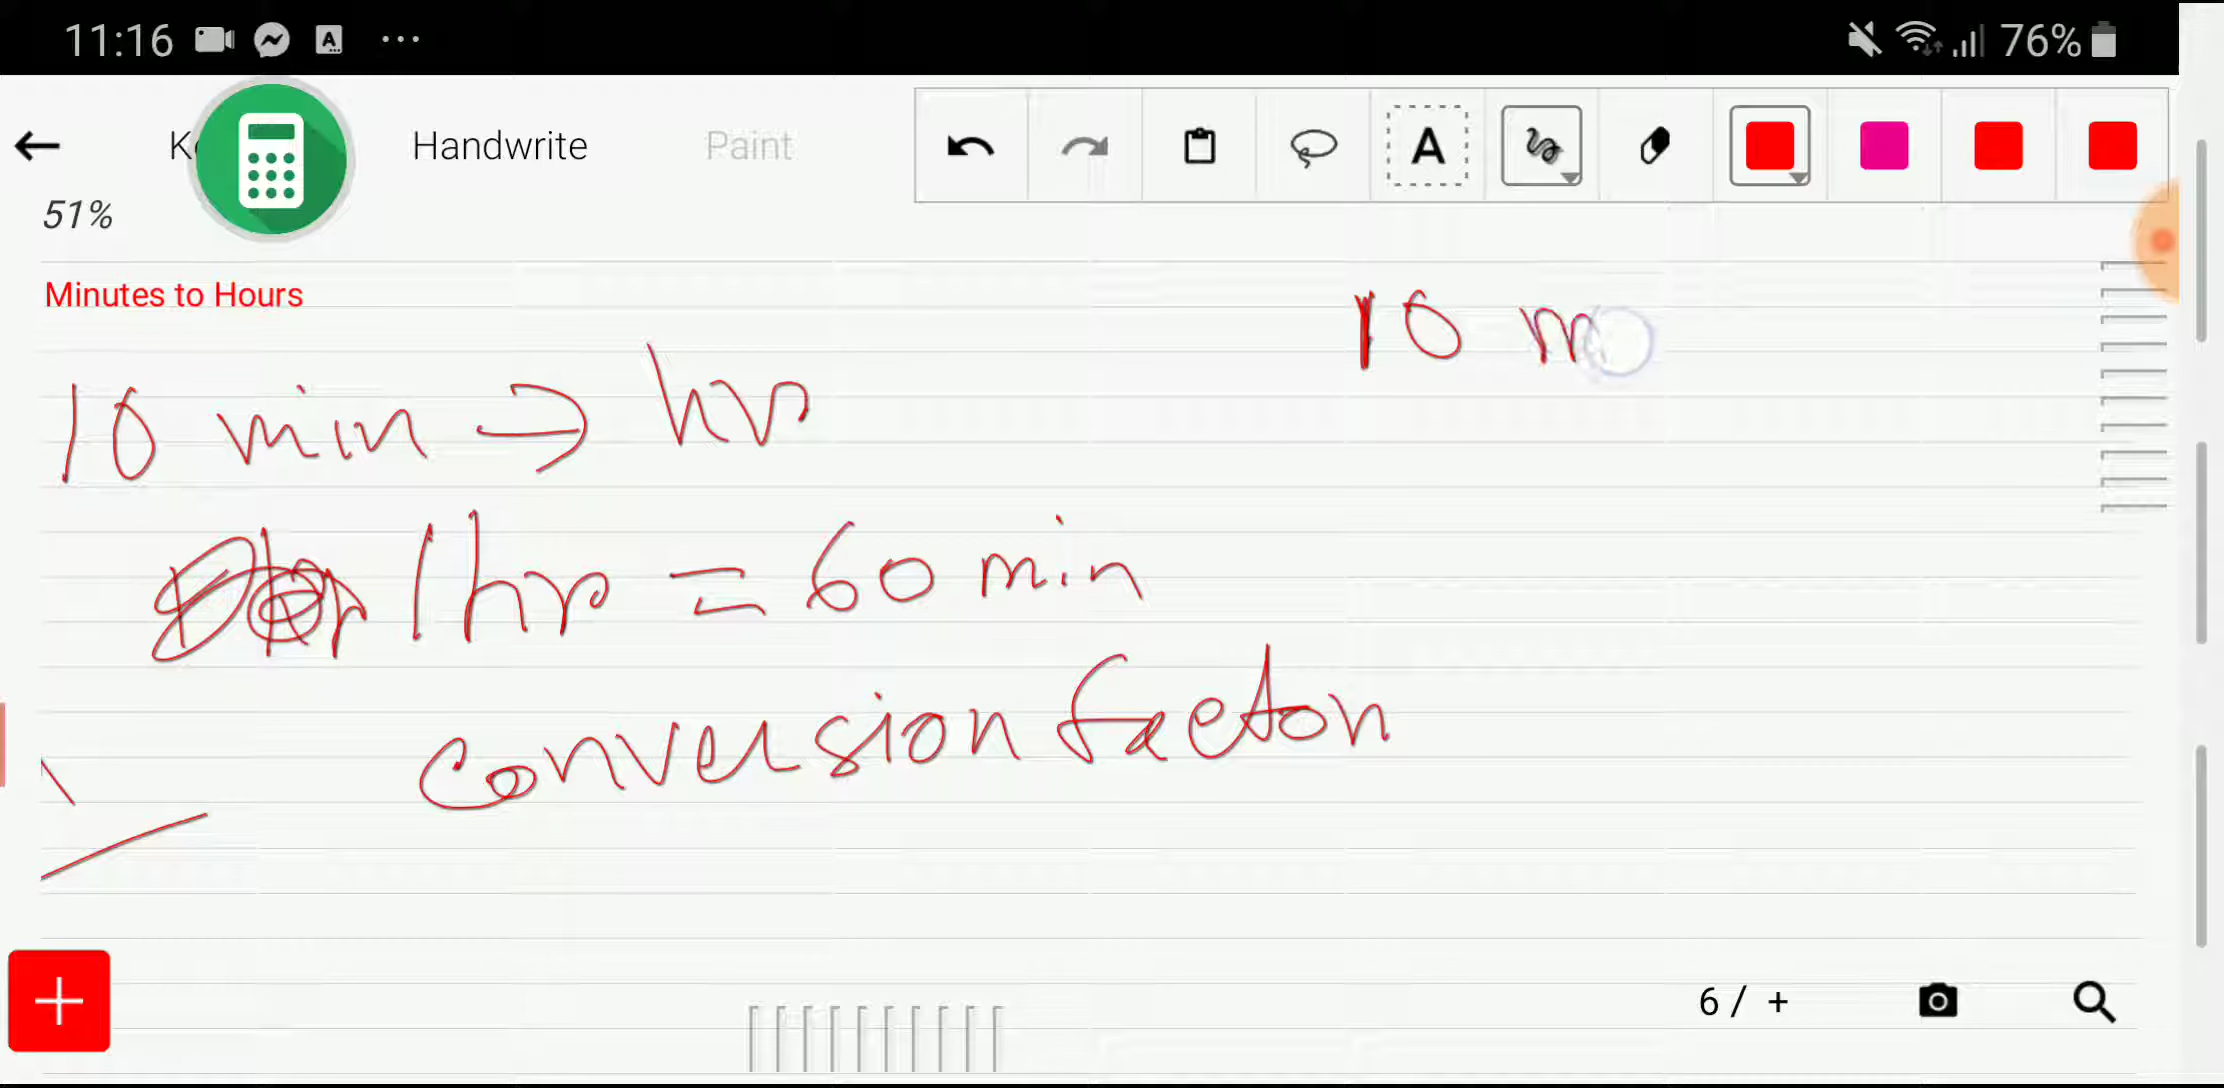 11:16 76%
Handwrite Paint A
51%
Minutes to Hours
10 m
10 min → hr
1 hr = 60 min
conversion factor
6 / +